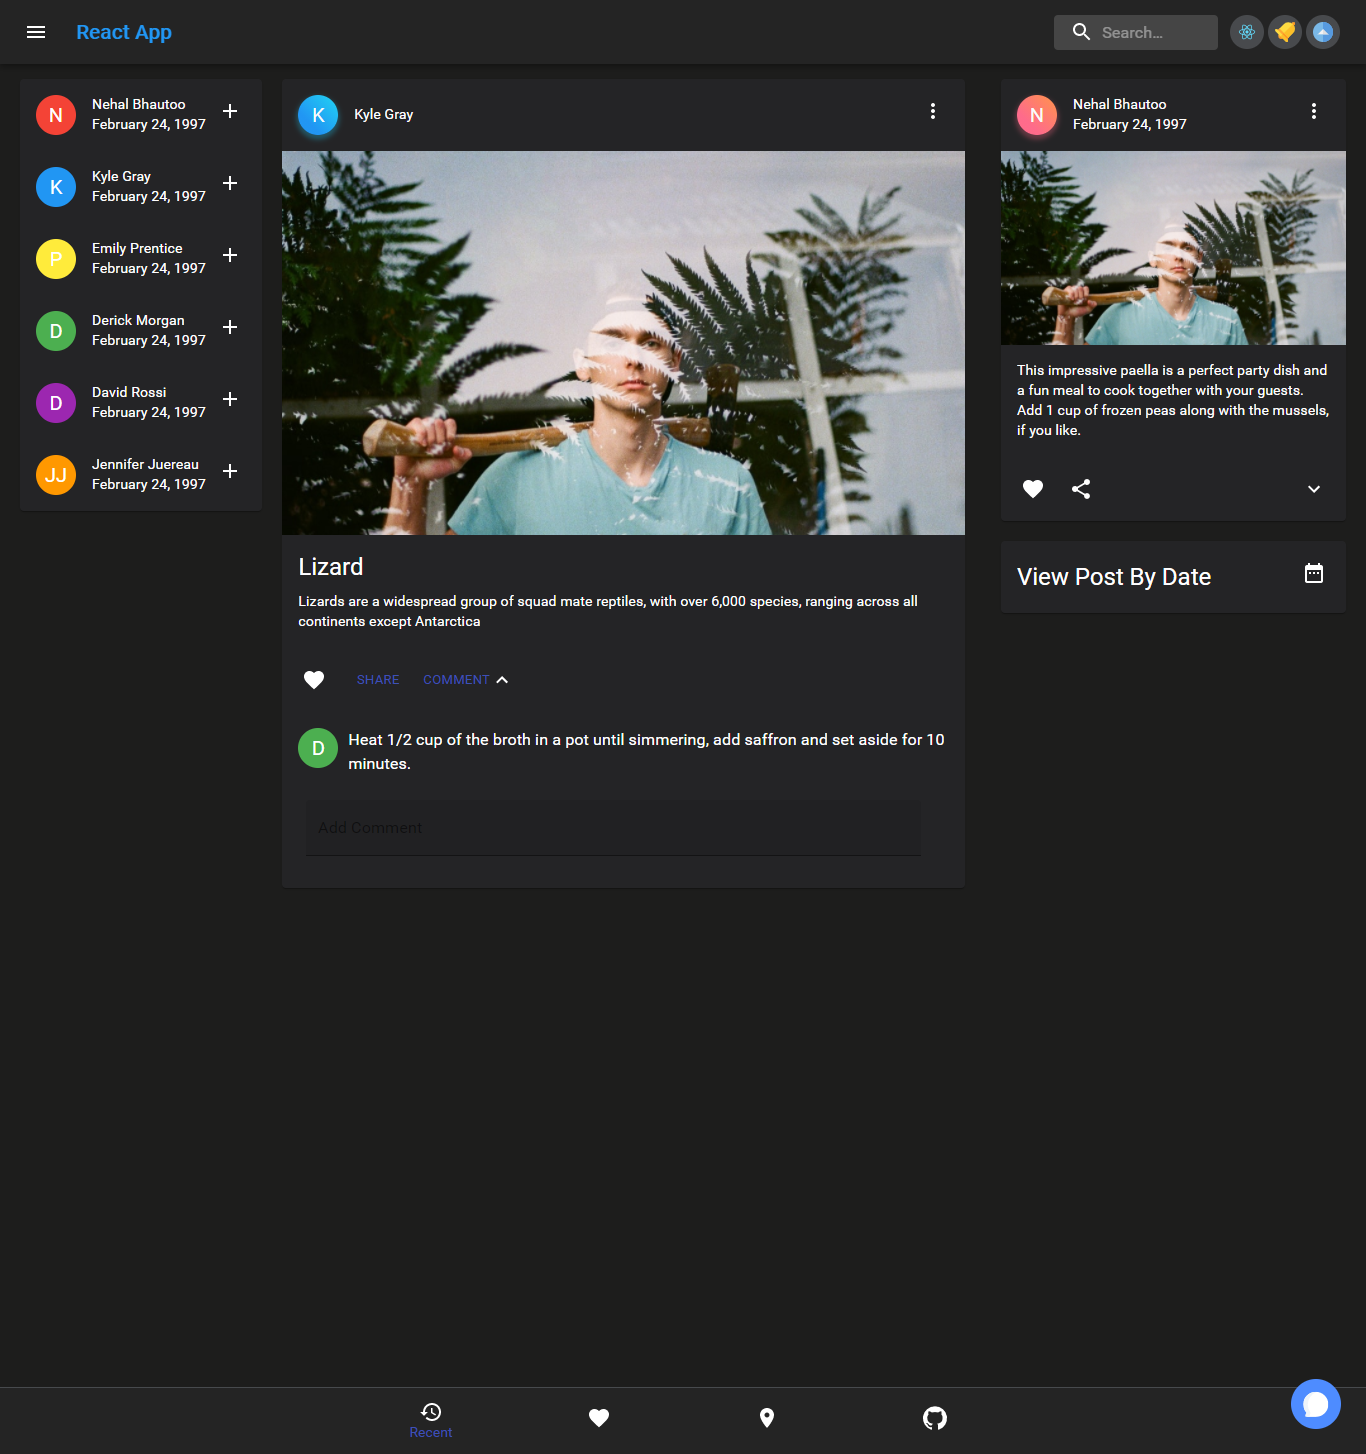 React App
Search...
N
Nehal Bhautoo
February 24, 1997
K
Kyle Gray
February 24, 1997
P
Emily Prentice
February 24, 1997
D
Derick Morgan
February 24, 1997
D
David Rossi
February 24, 1997
JJ
Jennifer Juereau
February 24, 1997
K
Kyle Gray
Lizard
Lizards are a widespread group of squad mate reptiles, with over 6,000 species, ranging across all
continents except Antarctica
SHARE COMMENT
D
Heat 1/2 cup of the broth in a pot until simmering, add saffron and set aside for 10
minutes.
Add Comment
N
Nehal Bhautoo
February 24, 1997
This impressive paella is a perfect party dish and
a fun meal to cook together with your guests.
Add 1 cup of frozen peas along with the mussels,
if you like.
View Post By Date
Recent